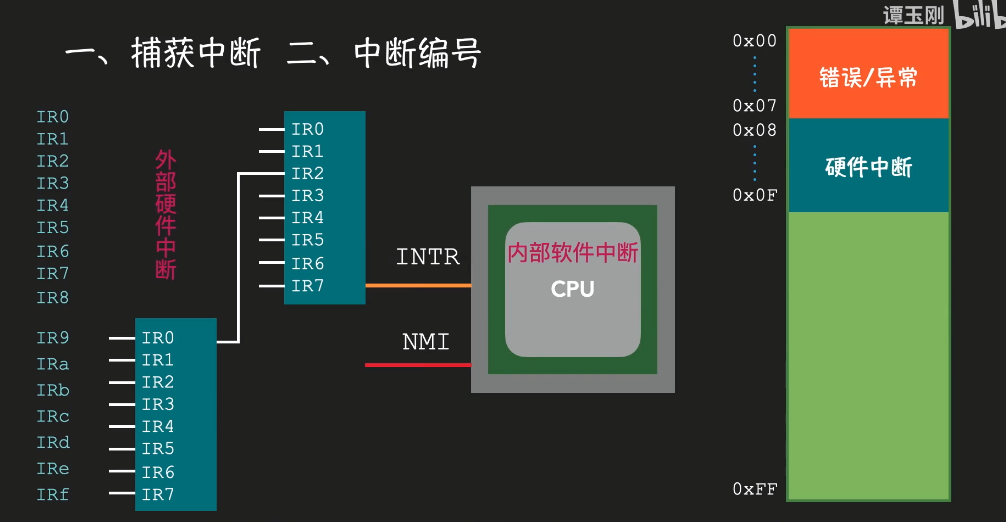 谭玉刚 bilib
一、捕获中断 二、中断编号
IR0
IR1
IR2
IR3
IR4
IR5
IR6
IR7
IR8
IR9
IRa
IRb
IRc
IRd
IRe
IRf
外部硬件中断
IR0
IR1
IR2
IR3
IR4
IR5
IR6
IR7
IR0
IR1
IR2
IR3
IR4
IR5
IR6
IR7
INTR
NMI
内部软件中断
CPU
0x00
0x07
0x08
0x0F
0xFF
错误/异常
硬件中断